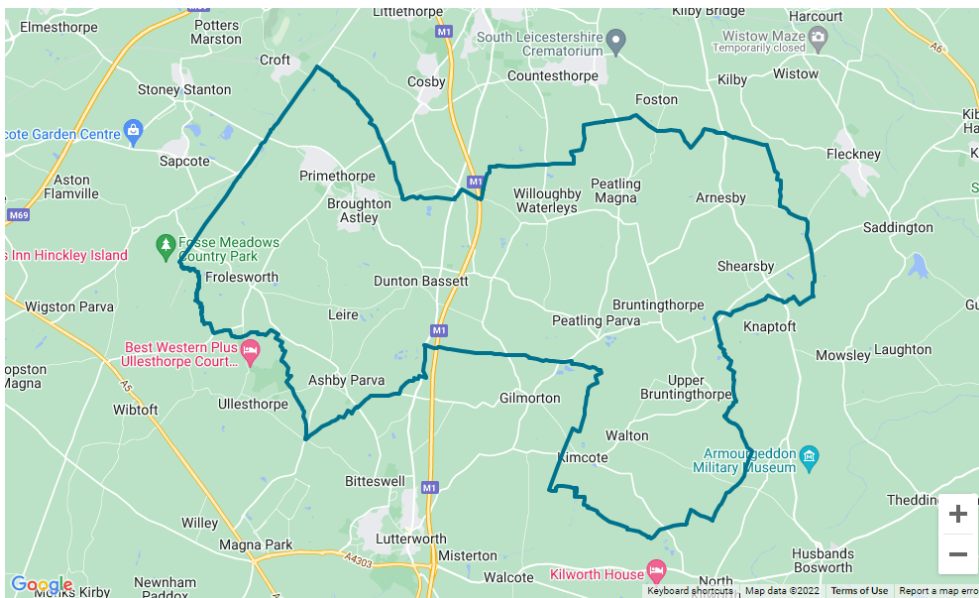 Elmesthorpe
Potters
Marston
Littlethorpe
M1
Kilby Bridge
Harcourt
South Leicestershire
Crematorium
Wistow Maze
Temporarily closed
A6
Croft
Cosby
Countesthorpe
Kilby
Wistow
Stoney Stanton
Foston
cote Garden Centre
Sapcote
Fleckney
Aston
Flamville
Primethorpe
M1
Willoughby
Waterleys
Peatling
Magna
Arnesby
Broughton
Astley
M69
Saddington
s Inn Hinckley Island
Fosse Meadows
Country Park
Frolesworth
Dunton Bassett
Shearsby
Wigston Parva
Leire
Bruntingthorpe
Peatling Parva
Knaptoft
M1
Best Western Plus
Ullesthorpe Court...
Mowsley
Laughton
opston
Magna
A5
Ashby Parva
Upper
Bruntingthorpe
Wibtoft
Ullesthorpe
Gilmorton
Walton
Kimcote
Armourgeddon
Military Museum
Bitteswell
M1
Willey
Magna Park
A4303
Lutterworth
Misterton
Husbands
Bosworth
Walcote
Kilworth House
Google
Monks Kirby
Newnham
Paddox
North
Keyboard shortcuts
Map data ©2022
Terms of Use
Report a map erro
+
−